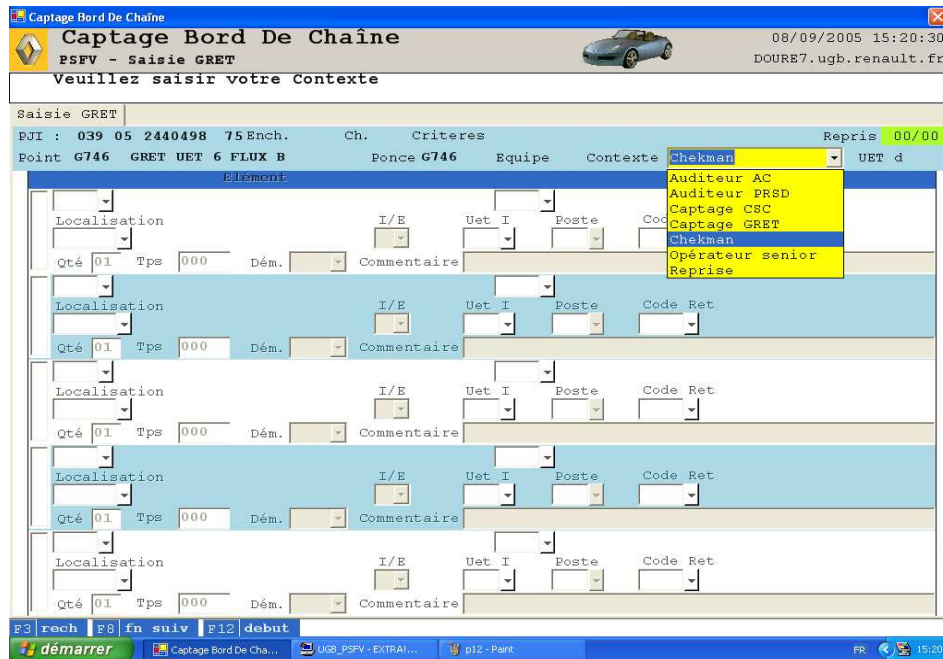 Captage Bord De Chaîne
Captage Bord De Chaîne
08/09/2005 15:20:30
PSFV - Saisie GRET
DOURE7.ugb.renault.fr
Veuillez saisir votre Contexte
Saisie GRET
PJI : 039 05 2440498 75 Ench. Ch. Criteres Repris 00/00
Point G746 GRET UET 6 FLUX B Ponce G746 Equipe Contexte Chekman UET d
Elément
Auditeur AC
Auditeur PRSD
Captage CSC
Captage GRET
Chekman
Opérateur senior
Reprise
Localisation I/E Uet I Poste Cod
Qté 01 Tps 000 Dém. Commentaire
Localisation I/E Uet I Poste Code Ret
Qté 01 Tps 000 Dém. Commentaire
Localisation I/E Uet I Poste Code Ret
Qté 01 Tps 000 Dém. Commentaire
Localisation I/E Uet I Poste Code Ret
Qté 01 Tps 000 Dém. Commentaire
Localisation I/E Uet I Poste Code Ret
Qté 01 Tps 000 Dém. Commentaire
F3 rech F8 fn suiv F12 debut
démarrer Captage Bord De Cha... UGB_PSFV - EXTRA!... p12 - Paint FR 15:20